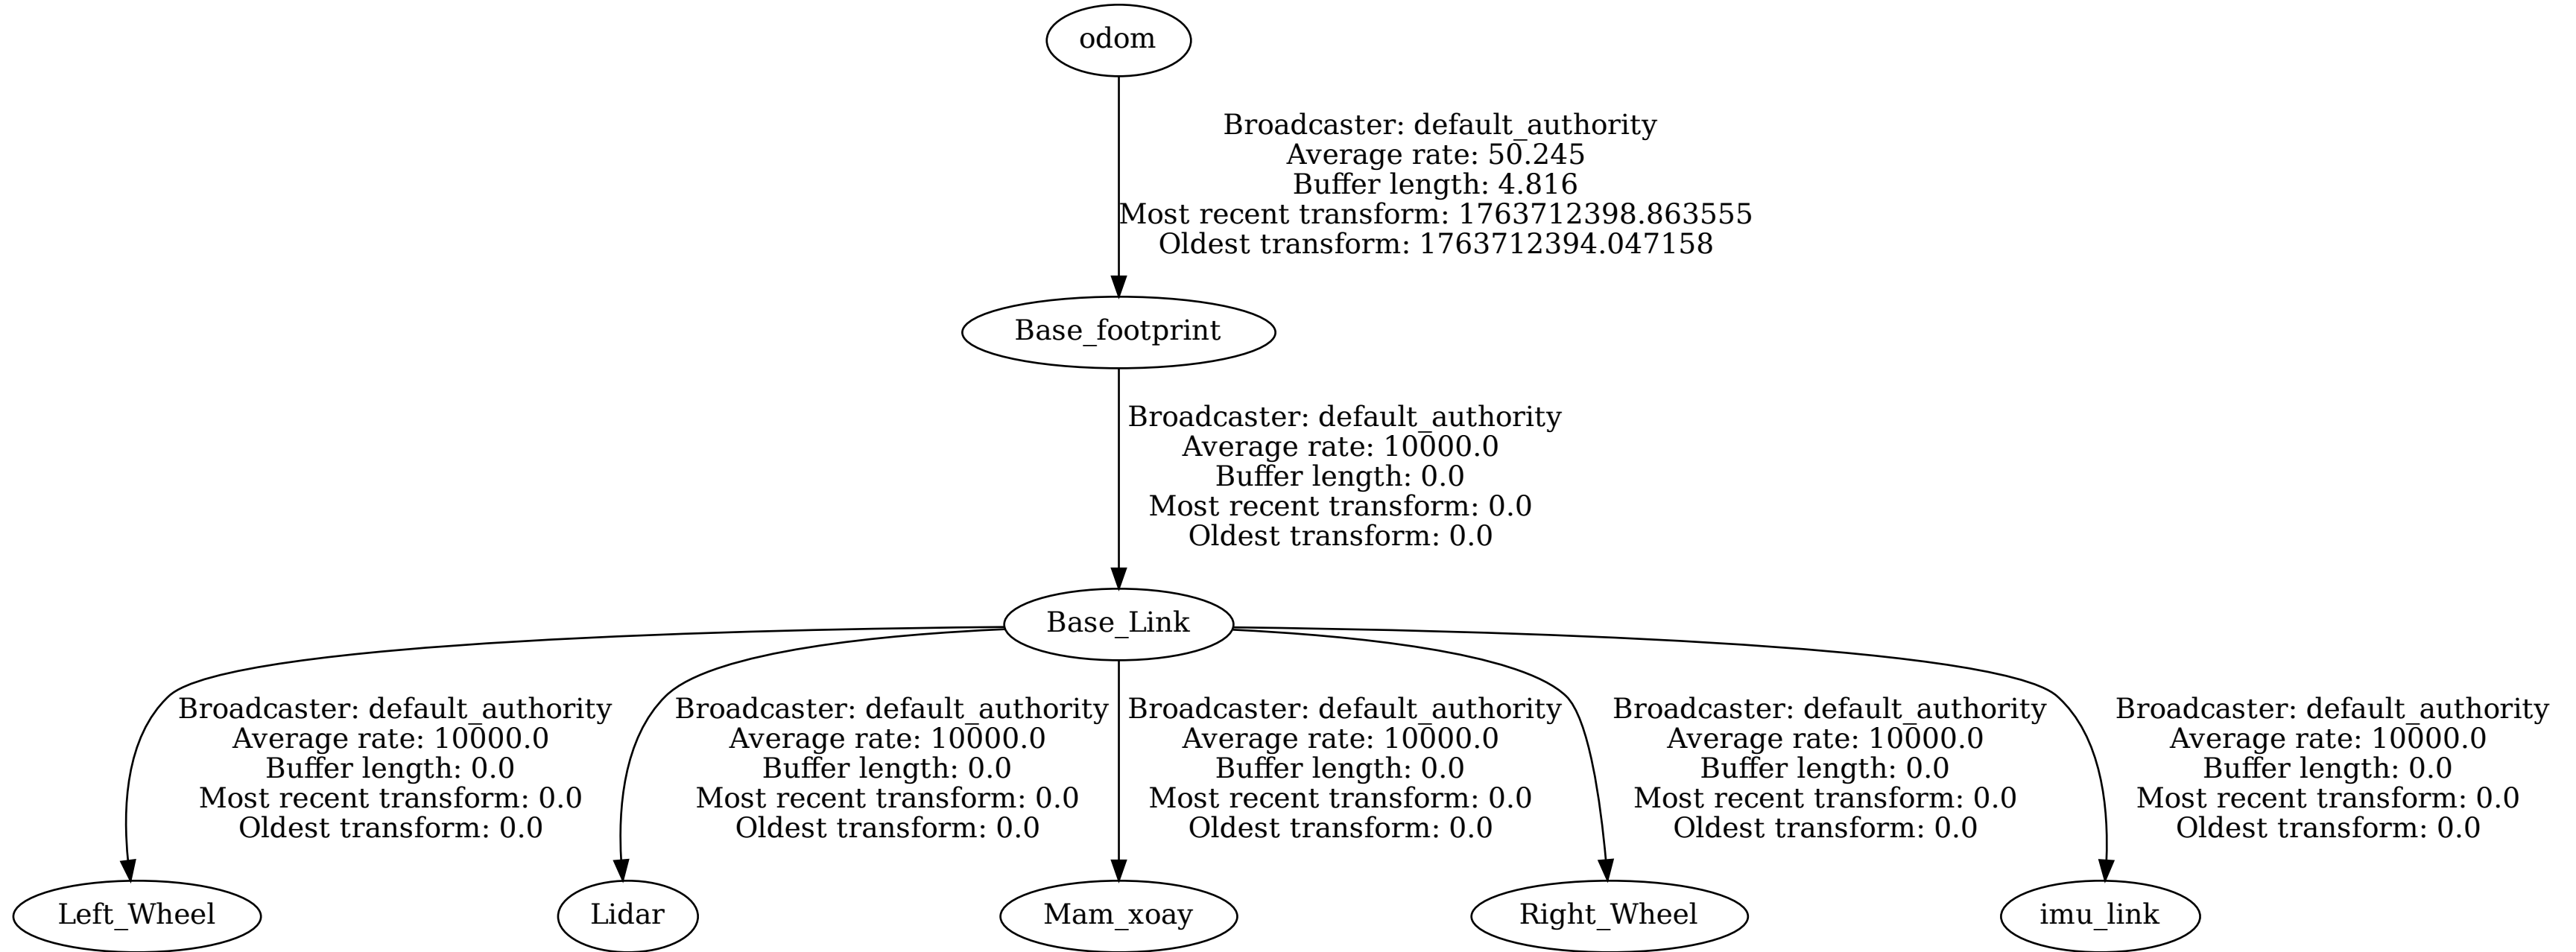 odom
Broadcaster: default_authority
Average rate: 50.245
Buffer length: 4.816
Most recent transform: 1763712398.863555
Oldest transform: 1763712394.047158
Base_footprint
Broadcaster: default_authority
Average rate: 10000.0
Buffer length: 0.0
Most recent transform: 0.0
Oldest transform: 0.0
Base_Link
Broadcaster: default_authority
Average rate: 10000.0
Buffer length: 0.0
Most recent transform: 0.0
Oldest transform: 0.0
Broadcaster: default_authority
Average rate: 10000.0
Buffer length: 0.0
Most recent transform: 0.0
Oldest transform: 0.0
Broadcaster: default_authority
Average rate: 10000.0
Buffer length: 0.0
Most recent transform: 0.0
Oldest transform: 0.0
Broadcaster: default_authority
Average rate: 10000.0
Buffer length: 0.0
Most recent transform: 0.0
Oldest transform: 0.0
Broadcaster: default_authority
Average rate: 10000.0
Buffer length: 0.0
Most recent transform: 0.0
Oldest transform: 0.0
Left_Wheel
Lidar
Mam_xoay
Right_Wheel
imu_link